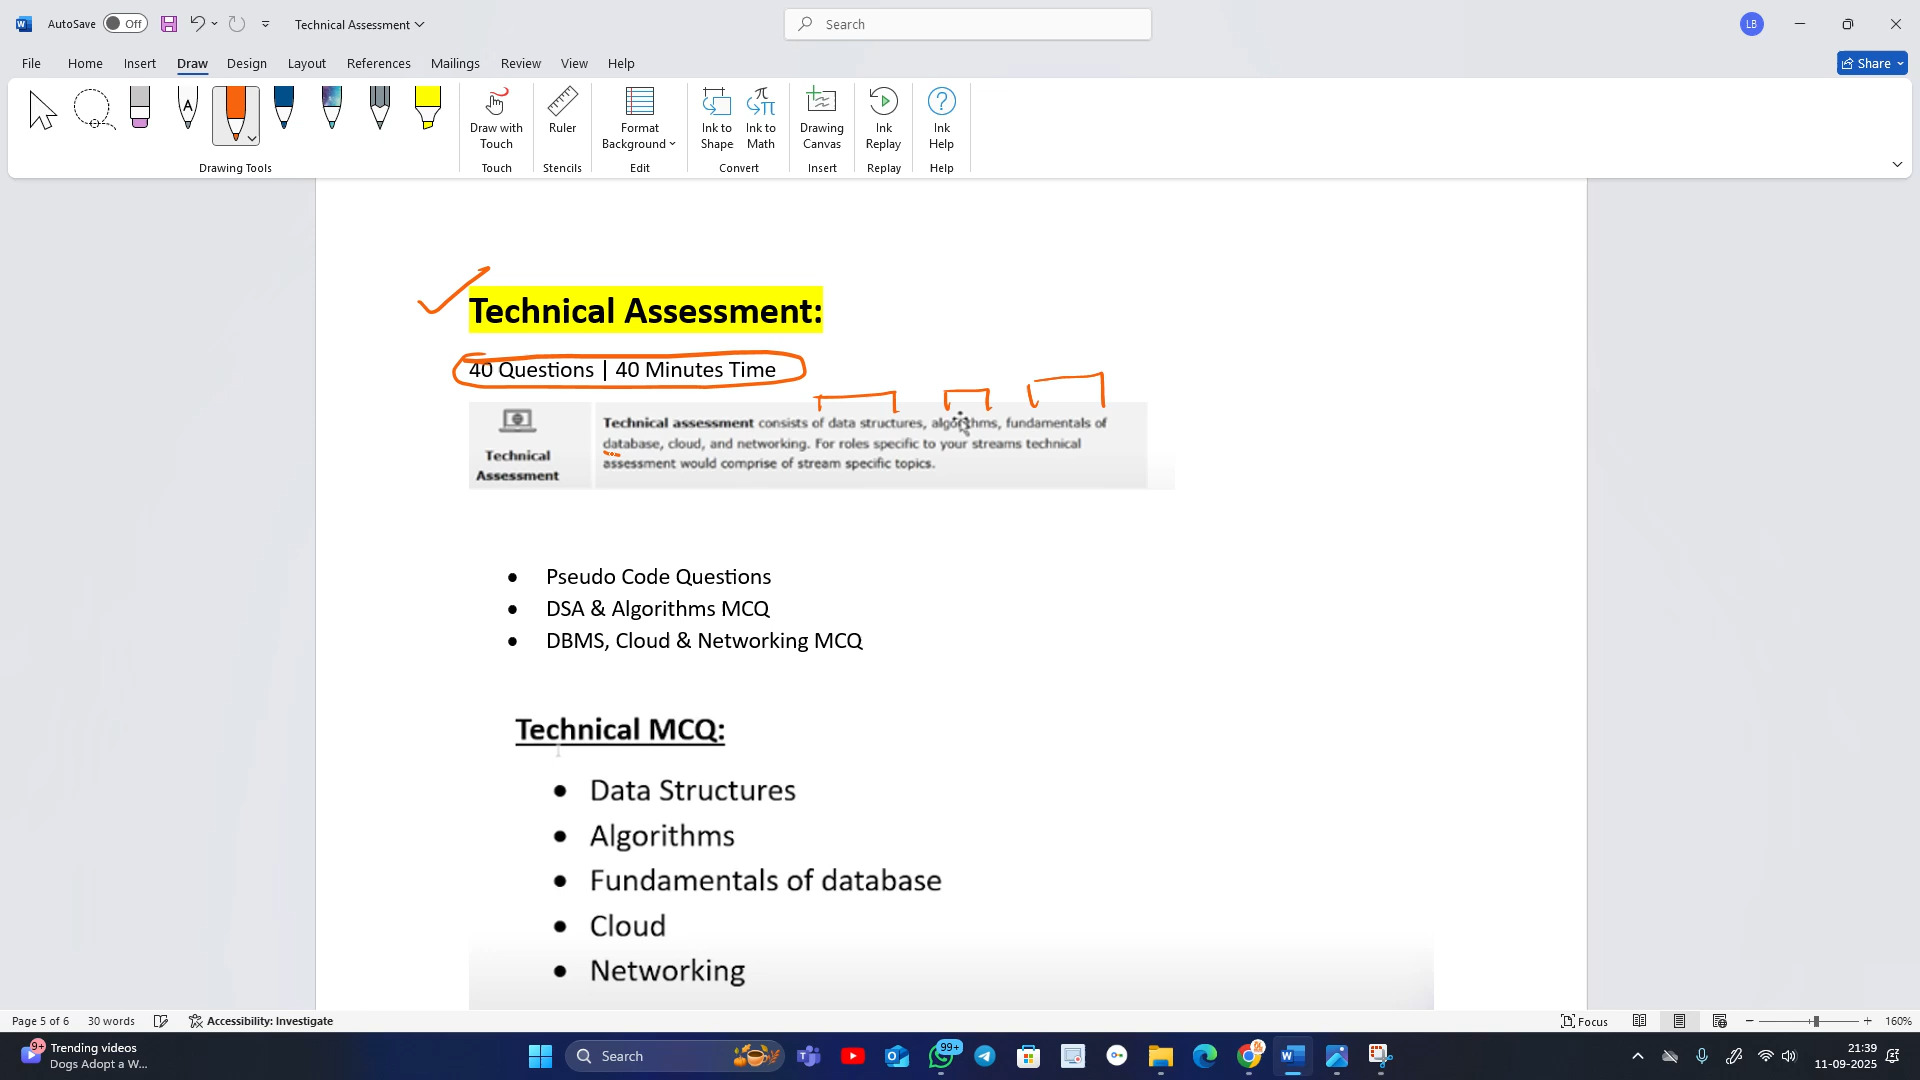 AutoSave Off Technical Assessment Search LB
File Home Insert Draw Design Layout References Mailings Review View Help Share
A
Draw with Touch Ruler Format Background Ink to Shape Ink to Math Drawing Canvas Ink Replay Ink Help
Drawing Tools Touch Stencils Edit Convert Insert Replay Help
Technical Assessment:
40 Questions | 40 Minutes Time
Technical Assessment
Technical assessment consists of data structures, algorithms, fundamentals of
database, cloud, and networking. For roles specific to your streams technical
assessment would comprise of stream specific topics.
• Pseudo Code Questions
• DSA & Algorithms MCQ
• DBMS, Cloud & Networking MCQ
Technical MCQ:
• Data Structures
• Algorithms
• Fundamentals of database
• Cloud
• Networking
Page 5 of 6 30 words Accessibility: Investigate Focus 160%
9+ Trending videos
Dogs Adopt a W...
Search
99+
21:39
11-09-2025